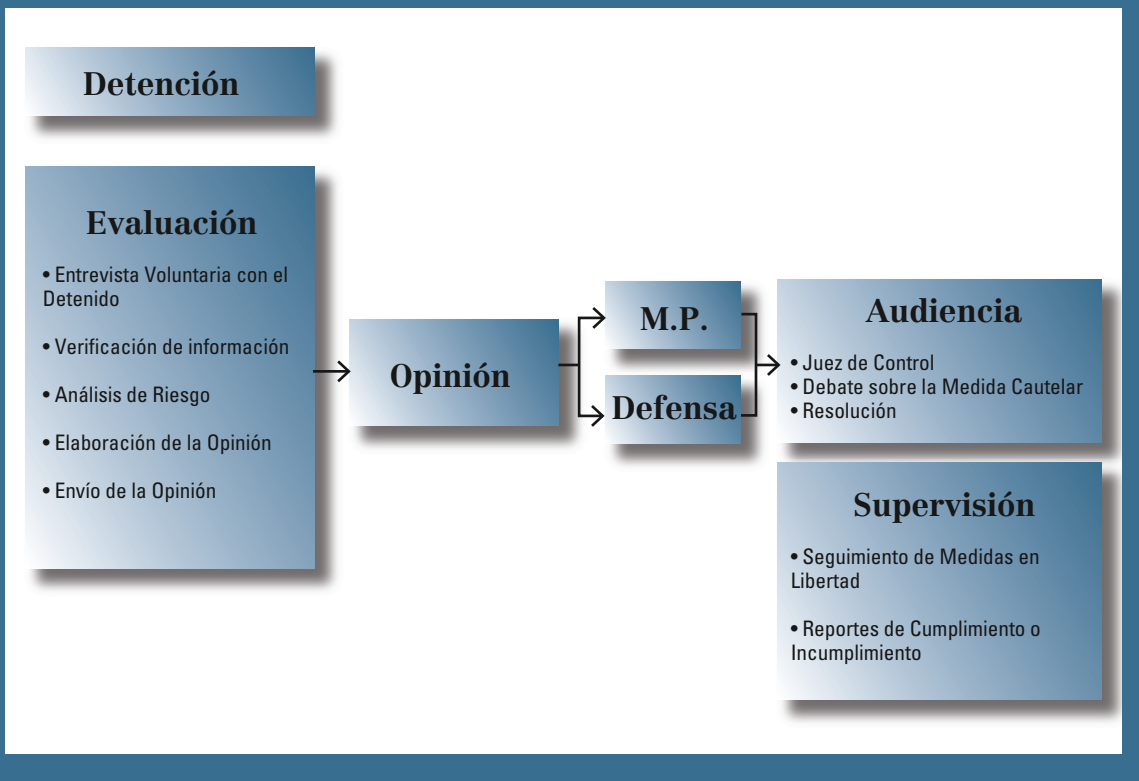 Detención
Evaluación
• Entrevista Voluntaria con el
Detenido
• Verificación de información
• Análisis de Riesgo
• Elaboración de la Opinión
• Envío de la Opinión
Opinión
M.P.
Defensa
Audiencia
• Juez de Control
• Debate sobre la Medida Cautelar
• Resolución
Supervisión
• Seguimiento de Medidas en
Libertad
• Reportes de Cumplimiento o
Incumplimiento